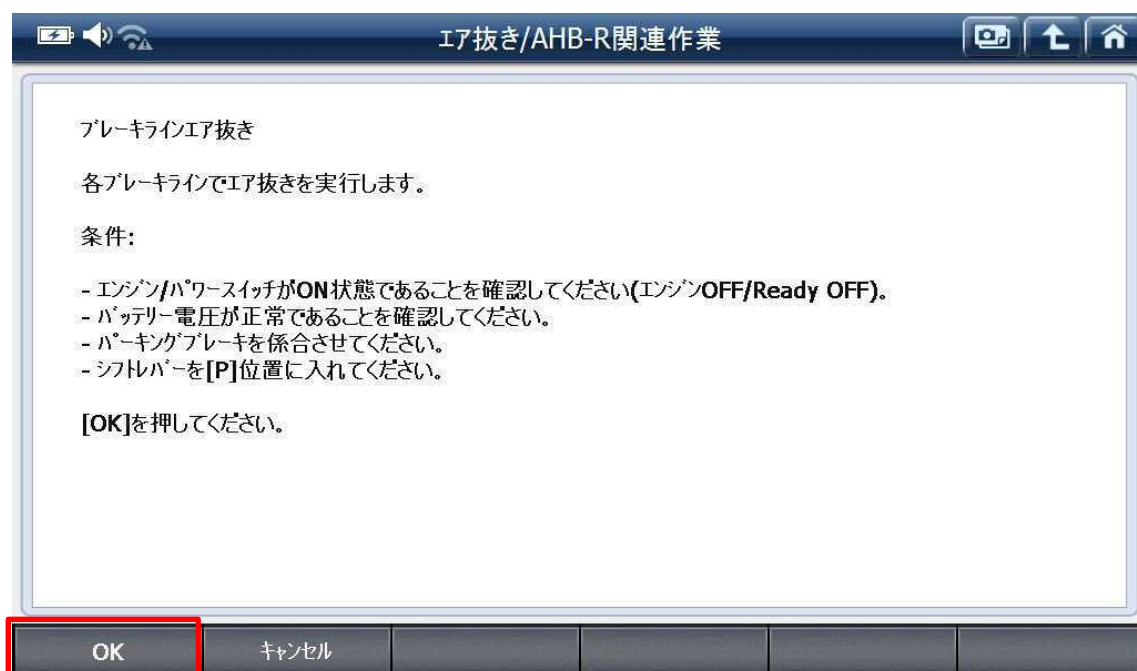 ｴｱ抜き/AHB-R関連作業
ﾌﾞﾚｰｷﾗｲﾝｴｱ抜き
各ﾌﾞﾚｰｷﾗｲﾝでｴｱ抜きを実行します。
条件:
- ｴﾝｼﾞﾝ/ﾊﾟﾜｰｽｲｯﾁがON状態であることを確認してください(ｴﾝｼﾞﾝOFF/Ready OFF)。
- ﾊﾞｯﾃﾘｰ電圧が正常であることを確認してください。
- ﾊﾟｰｷﾝｸﾞﾌﾞﾚｰｷを係合させてください。
- ｼﾌﾄﾚﾊﾞｰを[P]位置に入れてください。
[OK]を押してください。
OK ｷｬﾝｾﾙ